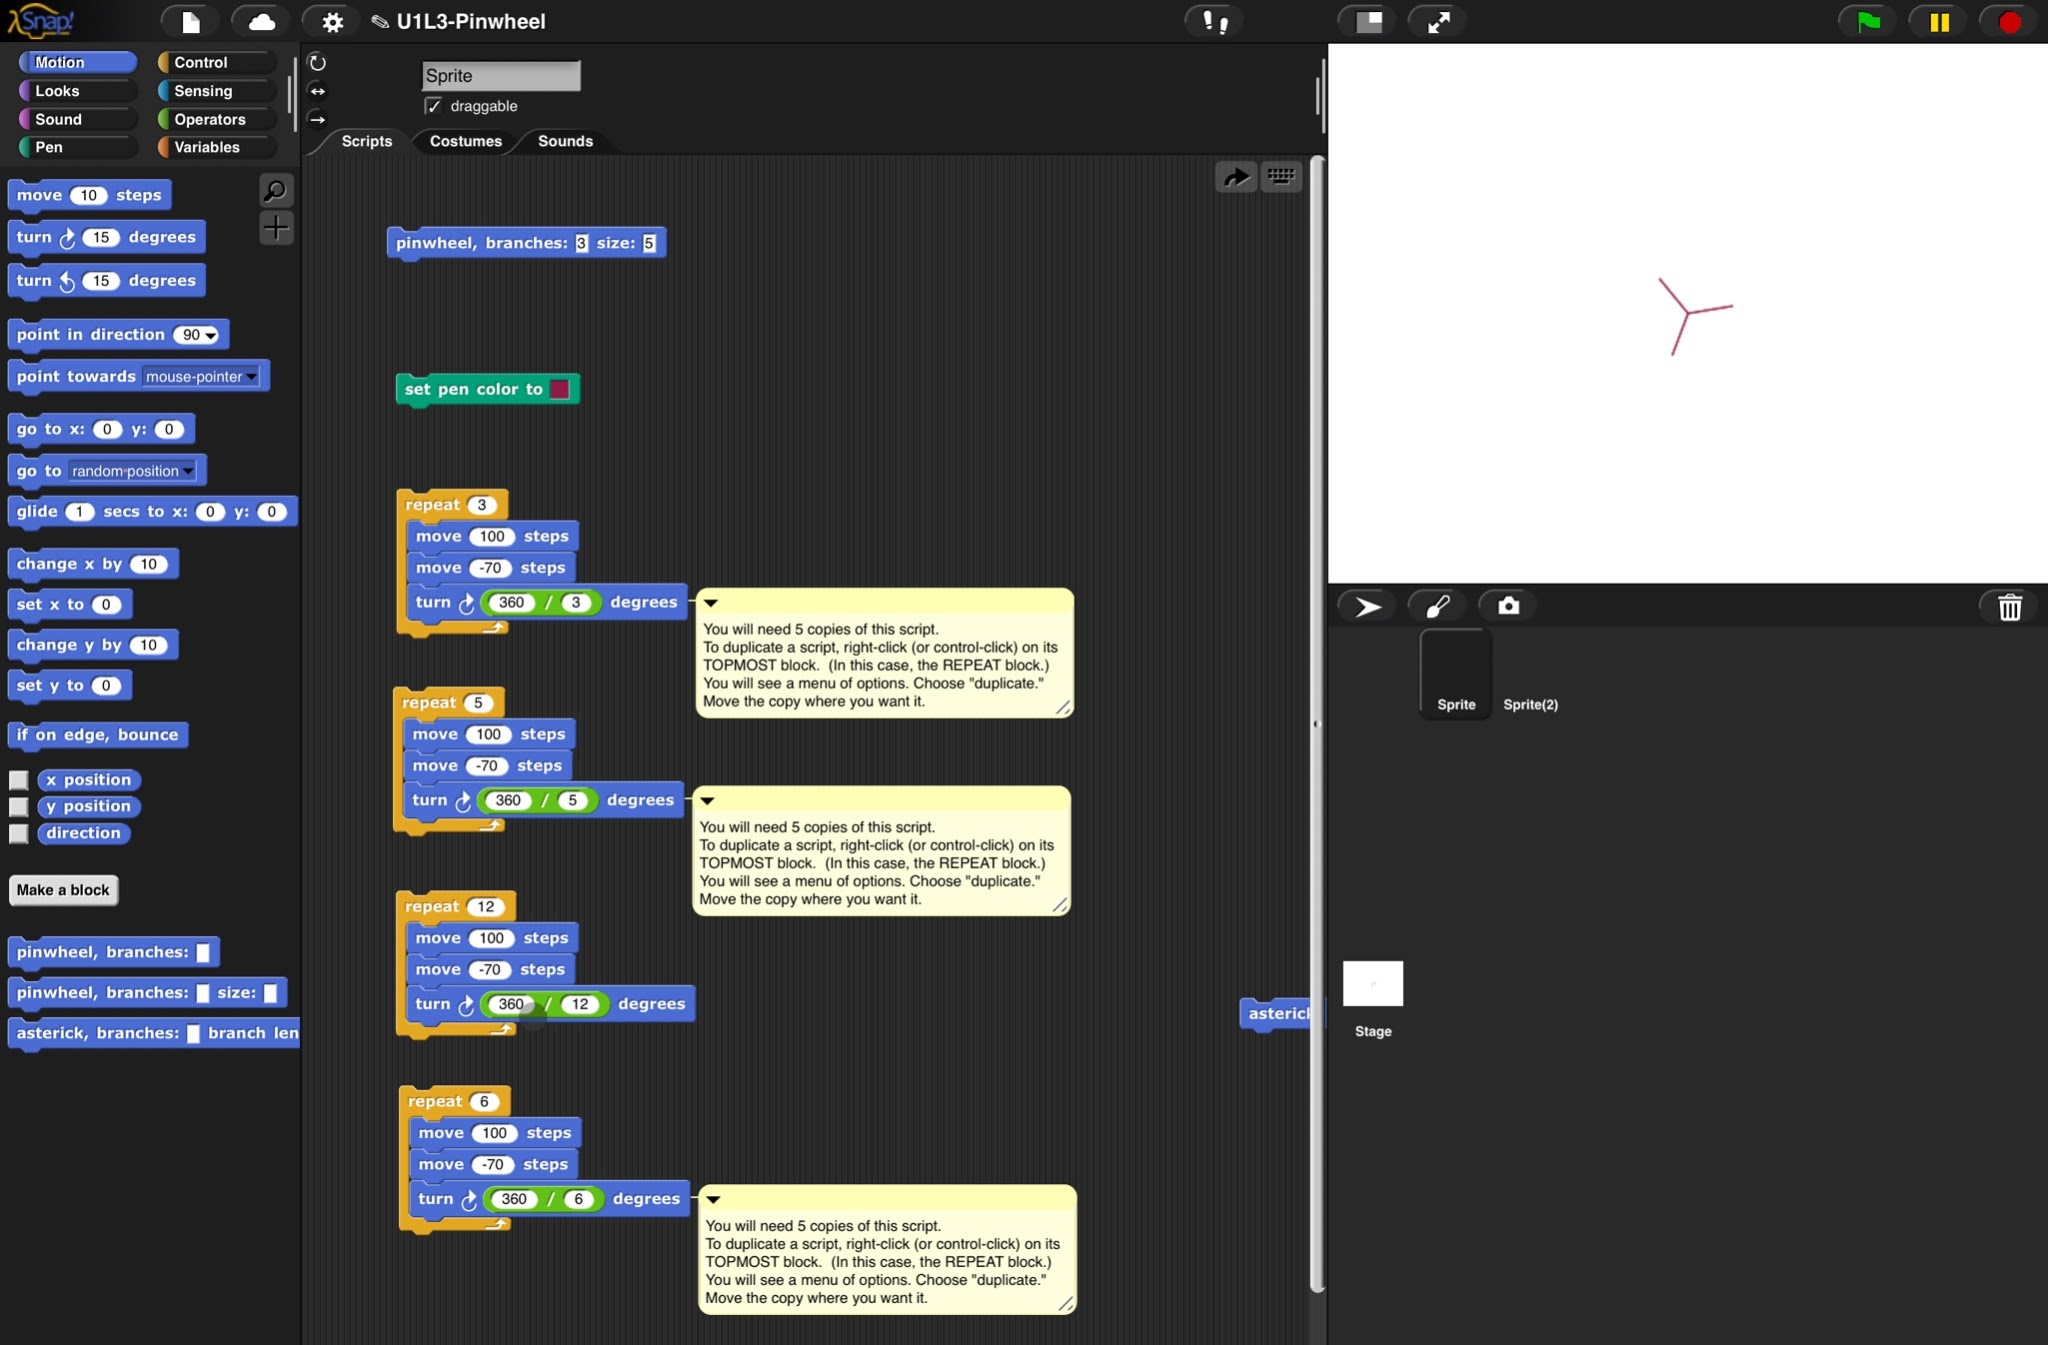 Snap!
U1L3-Pinwheel
Motion
Control
Looks
Sensing
Sound
Operators
Pen
Variables
Sprite
draggable
Scripts
Costumes
Sounds
move 10 steps
turn 15 degrees
turn 15 degrees
point in direction 90
point towards mouse-pointer
go to x: 0 y: 0
go to random position
glide 1 secs to x: 0 y: 0
change x by 10
set x to 0
change y by 10
set y to 0
if on edge, bounce
x position
y position
direction
Make a block
pinwheel, branches:
pinwheel, branches: size:
asterick, branches: branch len
pinwheel, branches: 3 size: 5
set pen color to
repeat 3
move 100 steps
move -70 steps
turn 360 / 3 degrees
You will need 5 copies of this script.
To duplicate a script, right-click (or control-click) on its
TOPMOST block. (In this case, the REPEAT block.)
You will see a menu of options. Choose "duplicate."
Move the copy where you want it.
repeat 5
move 100 steps
move -70 steps
turn 360 / 5 degrees
You will need 5 copies of this script.
To duplicate a script, right-click (or control-click) on its
TOPMOST block. (In this case, the REPEAT block.)
You will see a menu of options. Choose "duplicate."
Move the copy where you want it.
repeat 12
move 100 steps
move -70 steps
turn 360 / 12 degrees
asterick
repeat 6
move 100 steps
move -70 steps
turn 360 / 6 degrees
You will need 5 copies of this script.
To duplicate a script, right-click (or control-click) on its
TOPMOST block. (In this case, the REPEAT block.)
You will see a menu of options. Choose "duplicate."
Move the copy where you want it.
Sprite
Sprite(2)
Stage